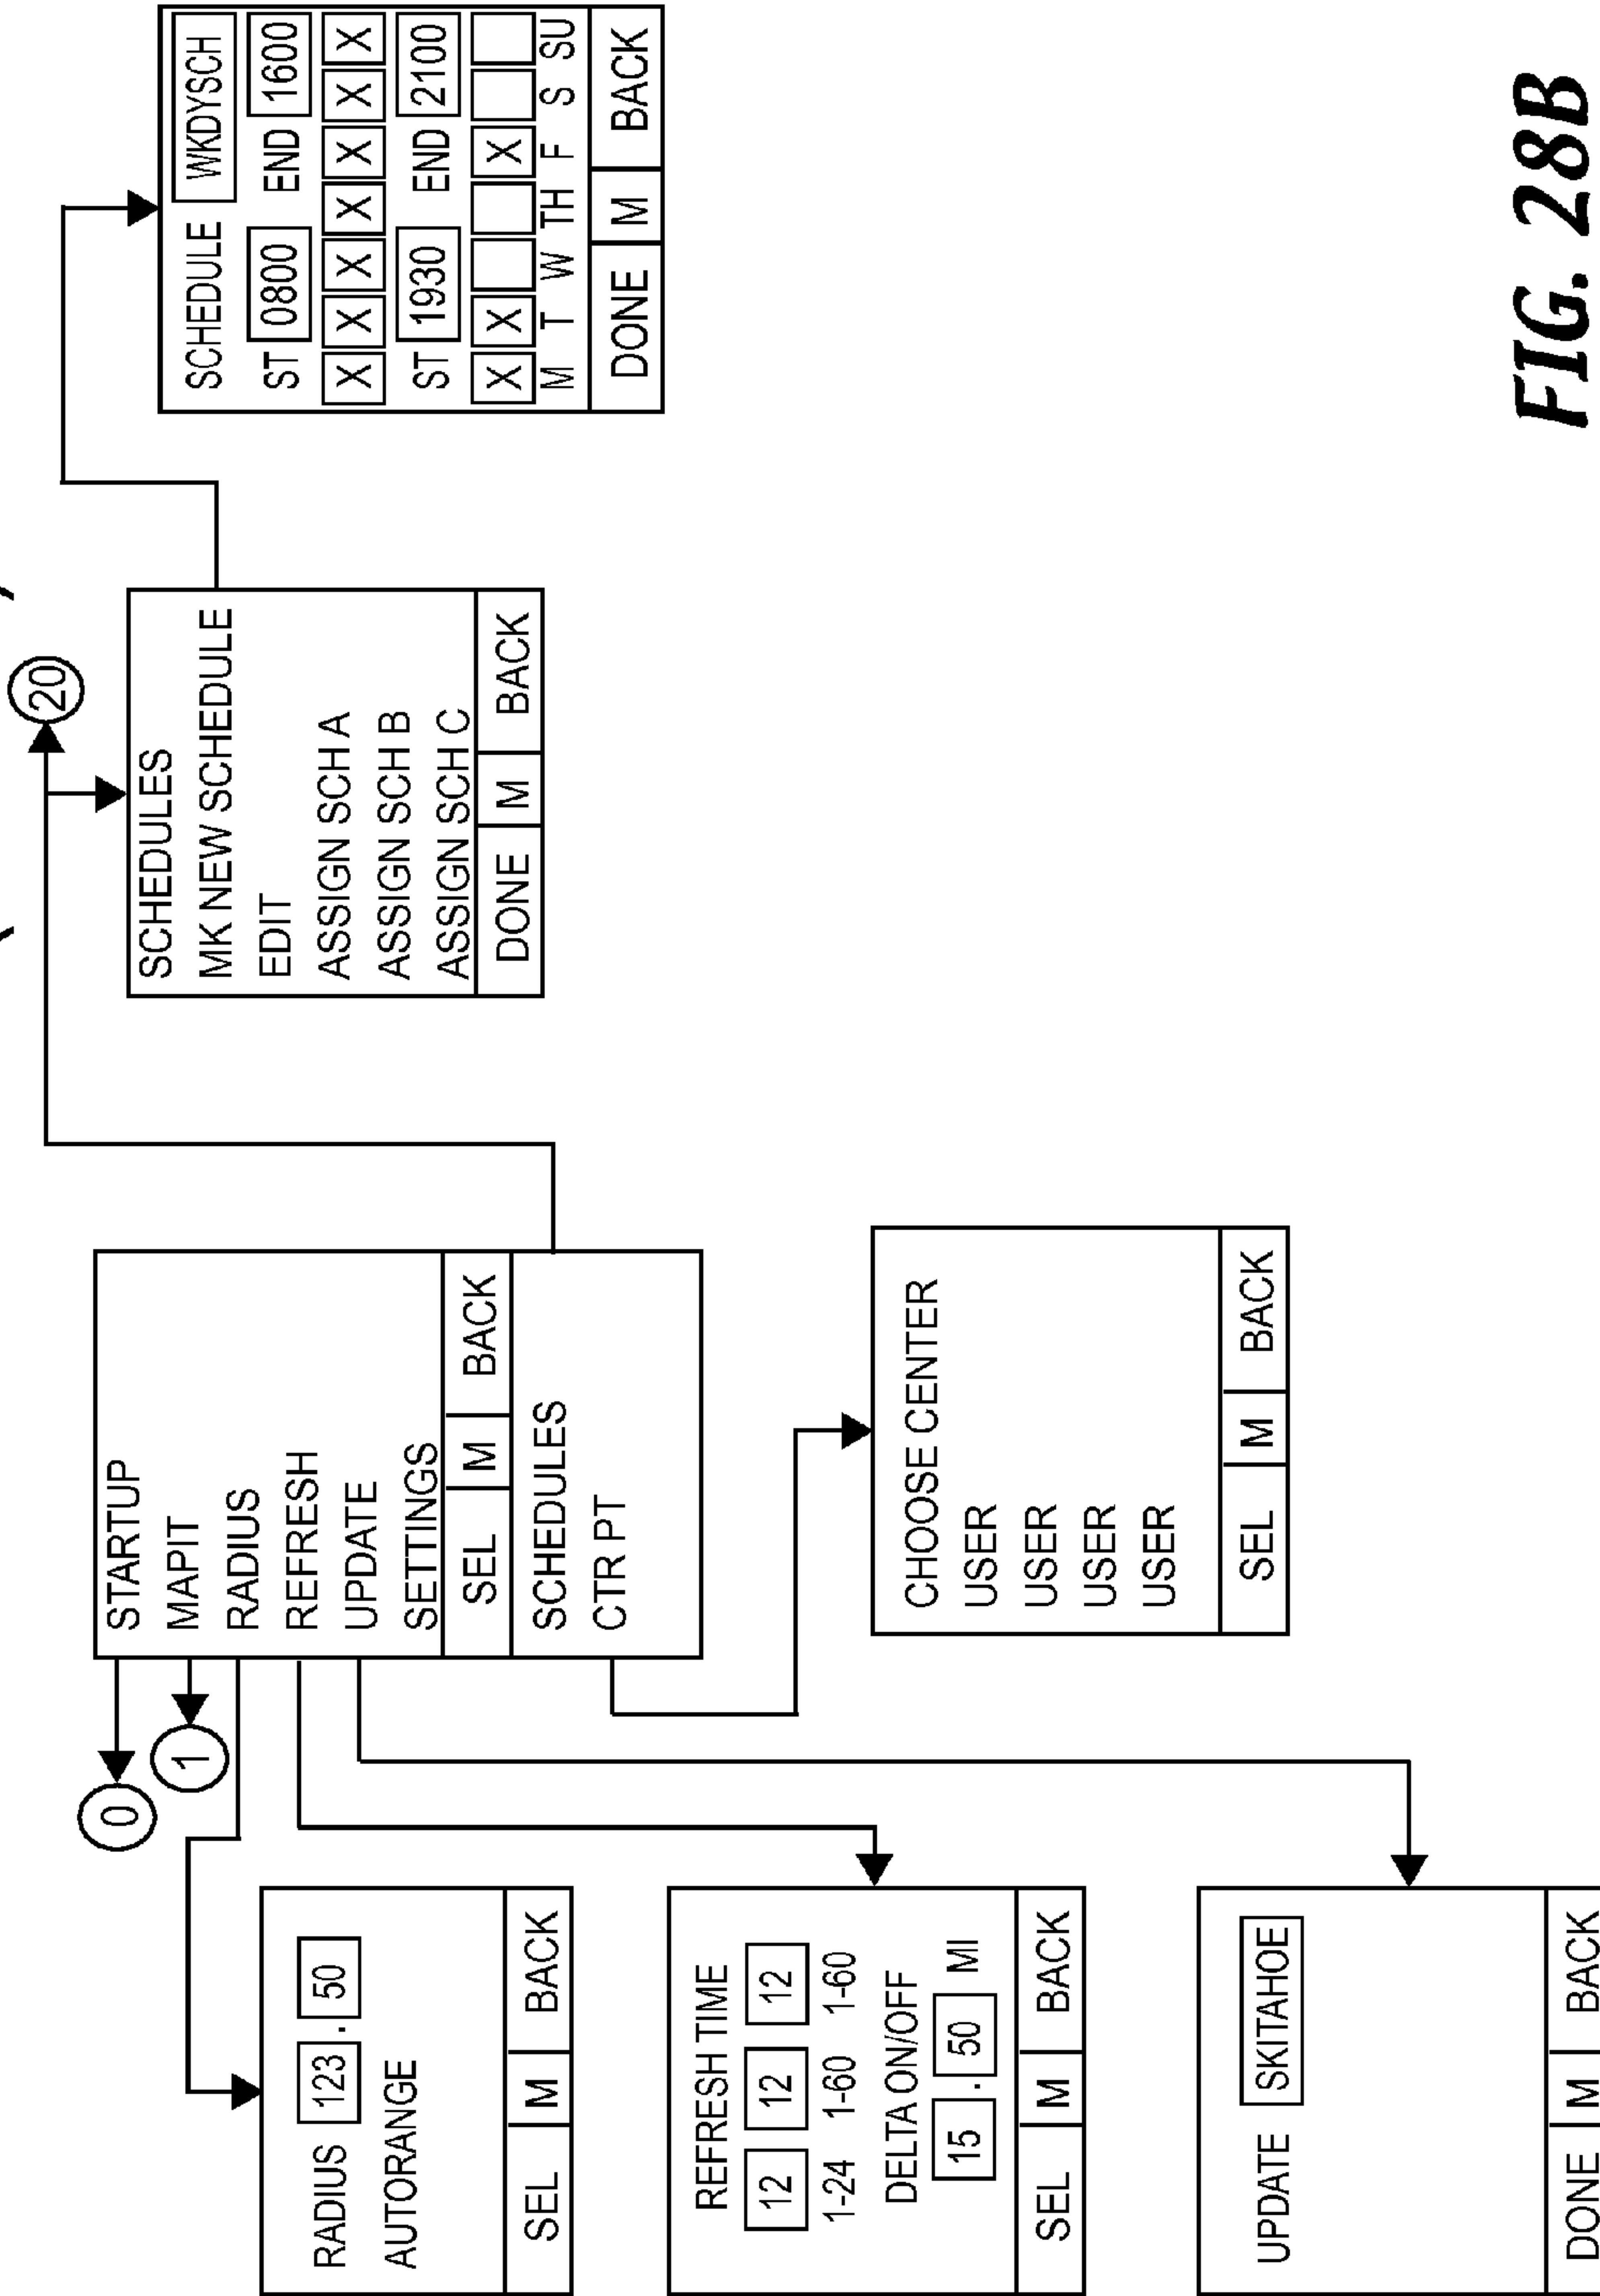 0
1
20
RADIUS 123 . 50
AUTORANGE
SEL M BACK
REFRESH TIME
12 12 12
1-24 1-60 1-60
DELTA ON/OFF
15 . 50 MI
SEL M BACK
UPDATE SKITAHOE
DONE M BACK
STARTUP
MAPIT
RADIUS
REFRESH
UPDATE
SETTINGS
SEL M BACK
SCHEDULES
CTR PT
CHOOSE CENTER
USER
USER
USER
USER
SEL M BACK
SCHEDULES
MK NEW SCHEDULE
EDIT
ASSIGN SCH A
ASSIGN SCH B
ASSIGN SCH C
DONE M BACK
SCHEDULE WKDYSCH
ST 0800 END 1600
X X X X X X X
ST 1930 END 2100
X X X
M T W TH F S SU
DONE M BACK
FIG. 28B